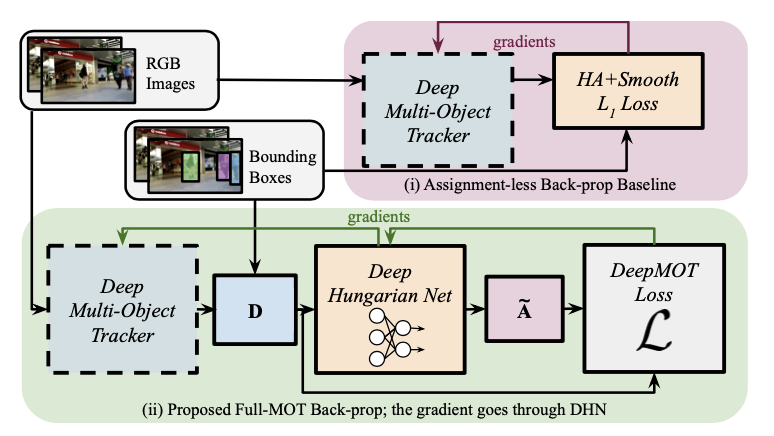 RGB
Images
gradients
Deep
Multi-Object
Tracker
HA+Smooth
L1 Loss
Bounding
Boxes
(i) Assignment-less Back-prop Baseline
gradients
Deep
Multi-Object
Tracker
D
Deep
Hungarian Net
Ã
DeepMOT
Loss
ℒ
(ii) Proposed Full-MOT Back-prop; the gradient goes through DHN